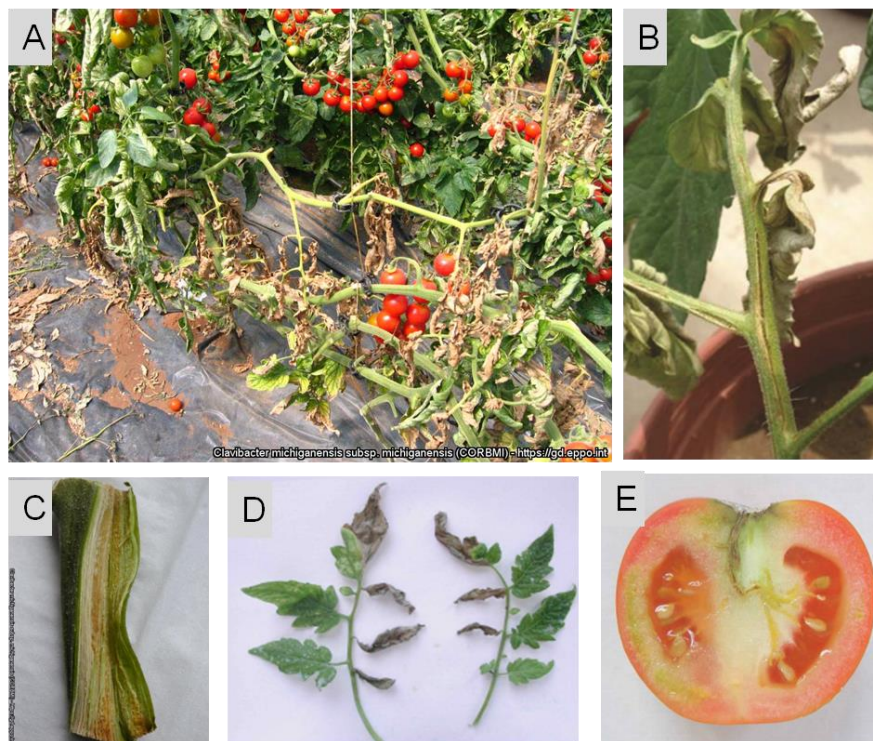 A
B
Clavibacter michiganensis subsp. michiganensis (CORBMI) - https://gd.eppo.int
C
D
E